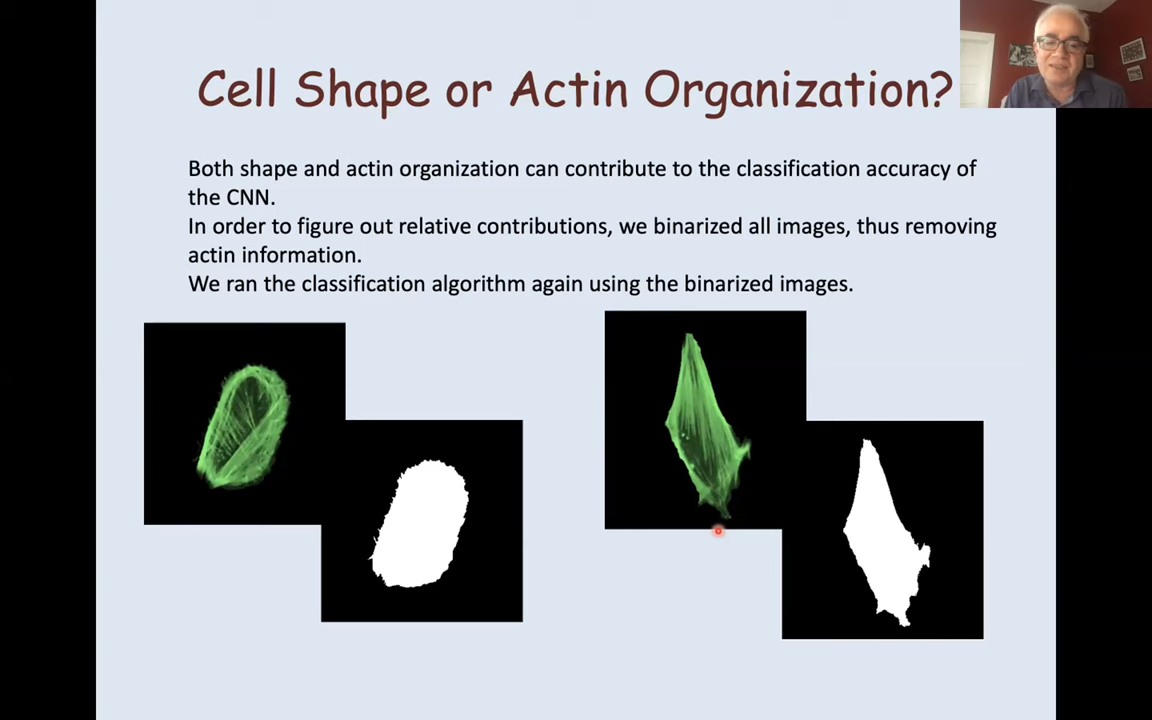 Cell Shape or Actin Organization?
Both shape and actin organization can contribute to the classification accuracy of
the CNN.
In order to figure out relative contributions, we binarized all images, thus removing
actin information.
We ran the classification algorithm again using the binarized images.